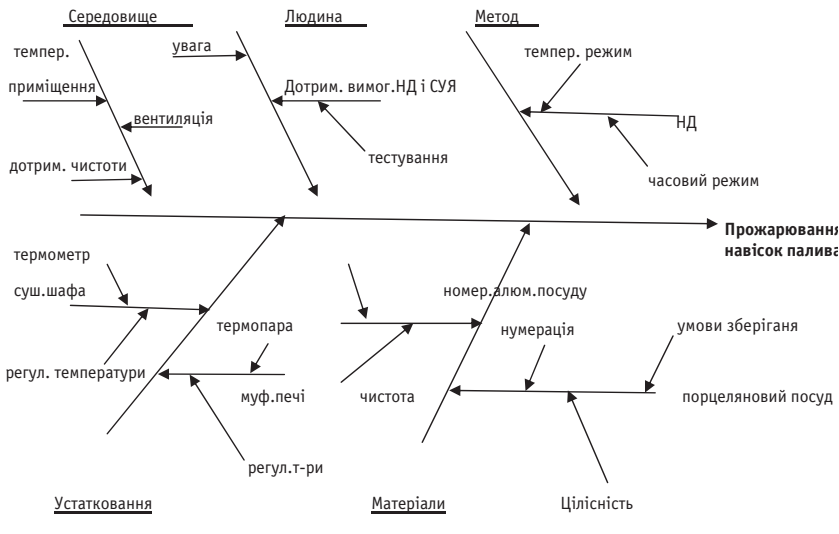 Середовище
Людина
Метод
темпер.
увага
темпер. режим
приміщення
Дотрим. вимог.НД і СУЯ
вентиляція
НД
тестування
дотрим. чистоти
часовий режим
Прожарювання
навісок палива
термометр
суш.шафа
номер.алюм.посуду
термопара
нумерація
умови зберіганя
регул. температури
муф.печі
чистота
порцеляновий посуд
регул.т-ри
Устатковання
Матеріали
Цілісність